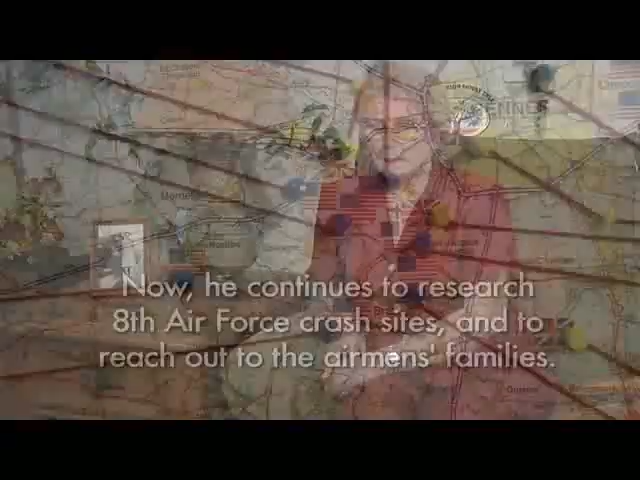 Now, he continues to research
8th Air Force crash sites, and to
reach out to the airmens' families.